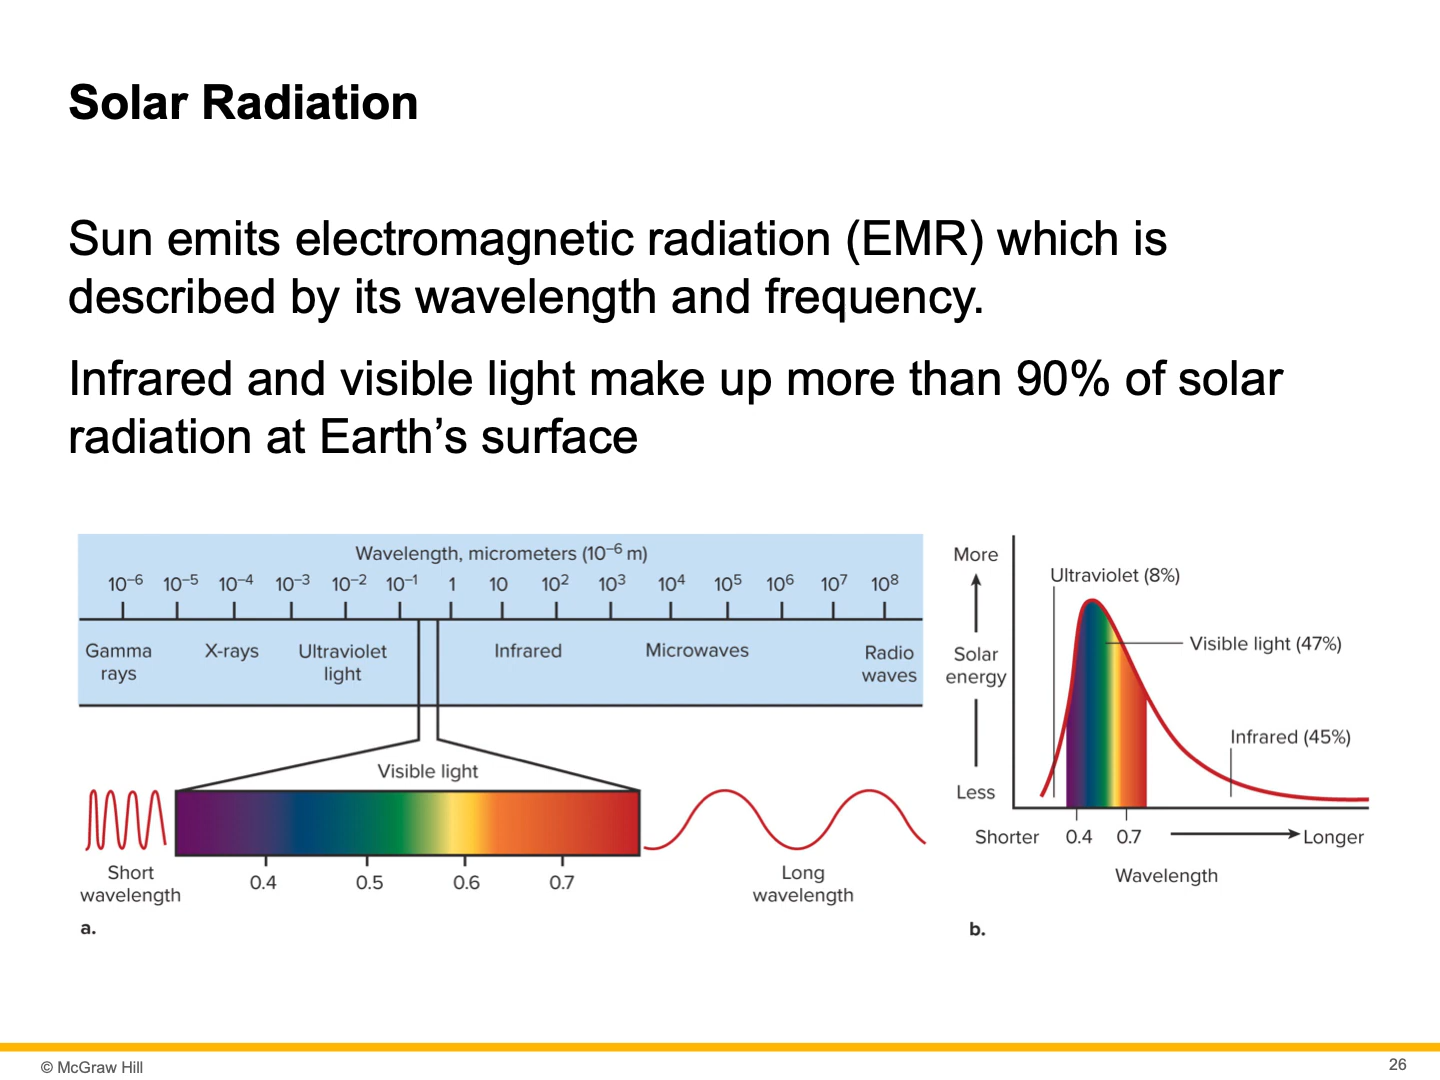 Solar Radiation
Sun emits electromagnetic radiation (EMR) which is
described by its wavelength and frequency.
Infrared and visible light make up more than 90% of solar
radiation at Earth’s surface
Wavelength, micrometers (10⁻⁶ m)
10⁻⁶ 10⁻⁵ 10⁻⁴ 10⁻³ 10⁻² 10⁻¹ 1 10 10² 10³ 10⁴ 10⁵ 10⁶ 10⁷ 10⁸
Gamma
rays
X-rays
Ultraviolet
light
Infrared
Microwaves
Radio
waves
Visible light
Short
wavelength
0.4 0.5 0.6 0.7
Long
wavelength
a.
More
Solar
energy
Less
Ultraviolet (8%)
Visible light (47%)
Infrared (45%)
Shorter 0.4 0.7 Longer
Wavelength
b.
© McGraw Hill
26